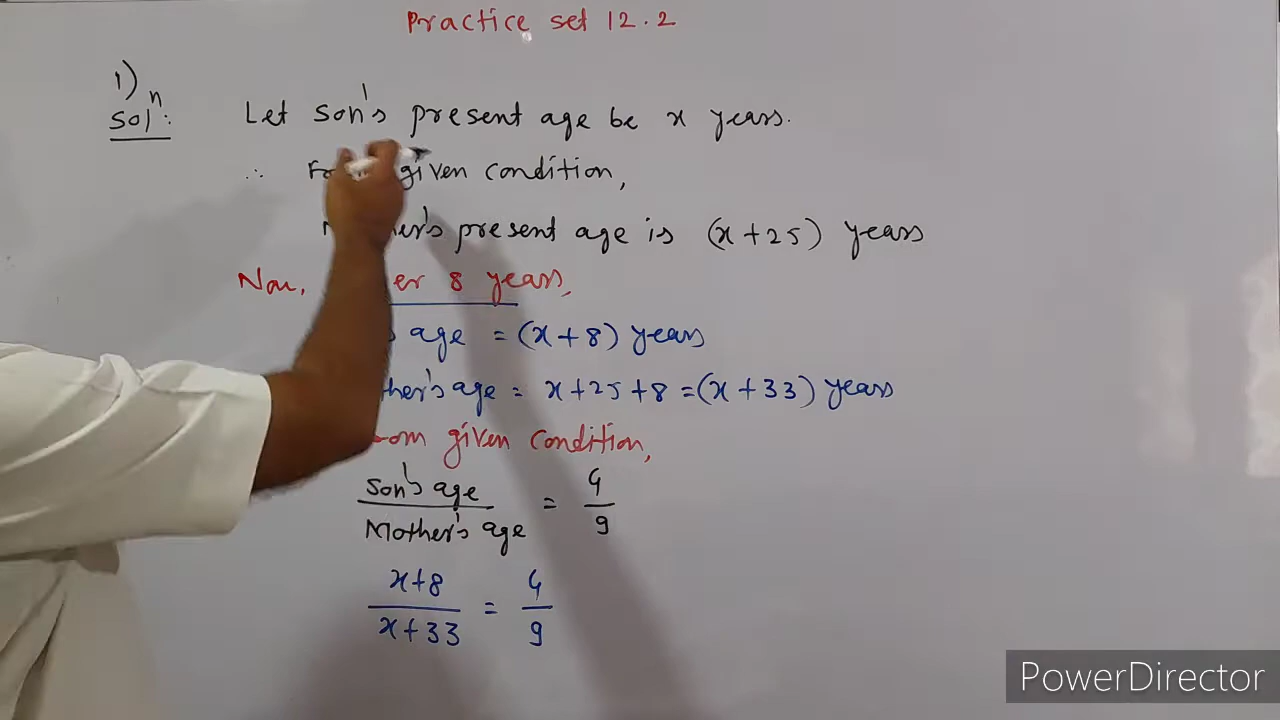 Practice set 12.2
1)
Solⁿ: Let son's present age be x years.
∴ given condition,
present age is (x+25) years
8 years,
age = (x+8) years
age = x+25+8 =(x+33) years
given condition,
Son's age / Mother's age = 4/9
x+8 / x+33 = 4/9
PowerDirector